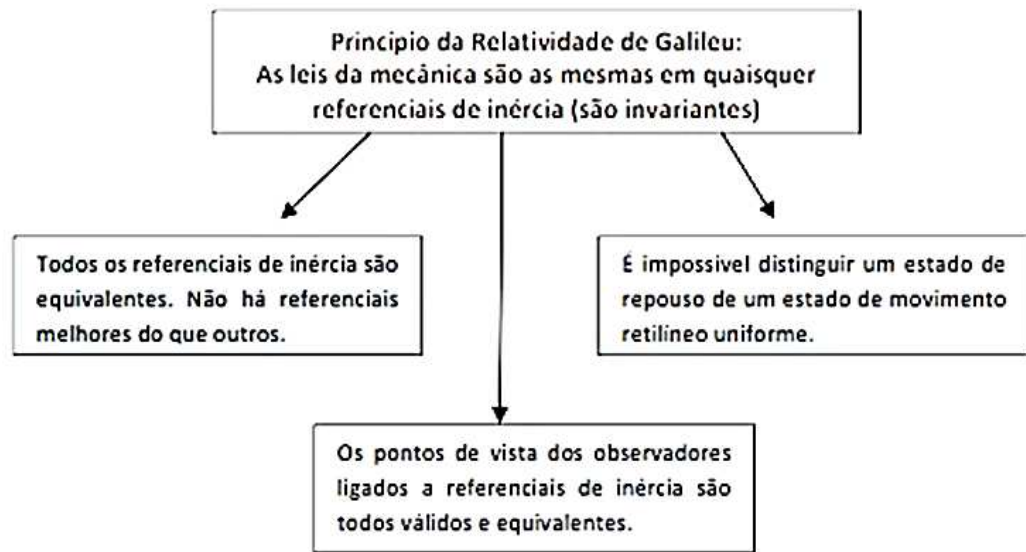 Princípio da Relatividade de Galileu:
As leis da mecânica são as mesmas em quaisquer
referenciais de inércia (são invariantes)
Todos os referenciais de inércia são
equivalentes. Não há referenciais
melhores do que outros.
É impossível distinguir um estado de
repouso de um estado de movimento
retilíneo uniforme.
Os pontos de vista dos observadores
ligados a referenciais de inércia são
todos válidos e equivalentes.